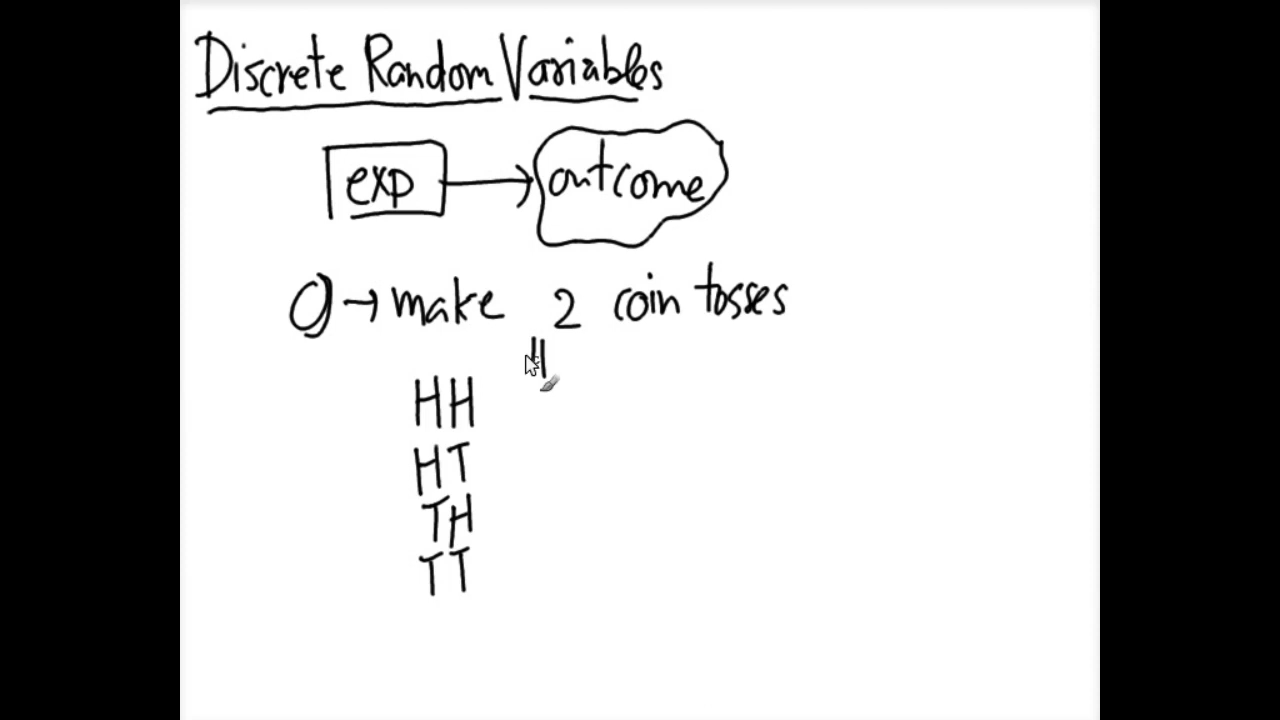 Discrete Random Variables
exp → outcome
→ make 2 coin tosses
HH
HT
TH
TT